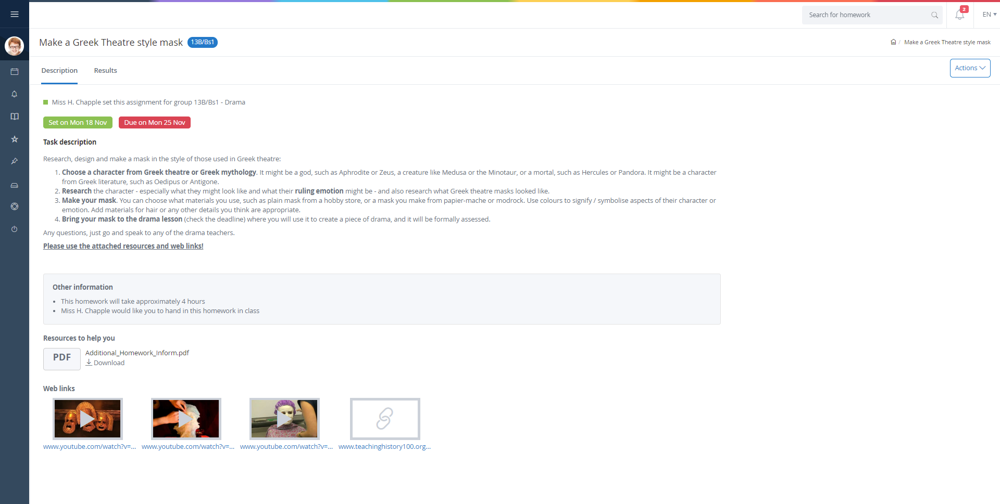 Search for homework
2
EN
Make a Greek Theatre style mask 13B/Bs1
/ Make a Greek Theatre style mask
Description Results
Actions
Miss H. Chapple set this assignment for group 13B/Bs1 - Drama
Set on Mon 18 Nov Due on Mon 25 Nov
Task description
Research, design and make a mask in the style of those used in Greek theatre:
1. Choose a character from Greek theatre or Greek mythology. It might be a god, such as Aphrodite or Zeus, a creature like Medusa or the Minotaur, or a mortal, such as Hercules or Pandora. It might be a character
from Greek literature, such as Oedipus or Antigone.
2. Research the character - especially what they might look like and what their ruling emotion might be - and also research what Greek theatre masks looked like.
3. Make your mask. You can choose what materials you use, such as plain mask from a hobby store, or a mask you make from papier-mache or modrock. Use colours to signify / symbolise aspects of their character or
emotion. Add materials for hair or any other details you think are appropriate.
4. Bring your mask to the drama lesson (check the deadline) where you will use it to create a piece of drama, and it will be formally assessed.
Any questions, just go and speak to any of the drama teachers.
Please use the attached resources and web links!
Other information
• This homework will take approximately 4 hours
• Miss H. Chapple would like you to hand in this homework in class
Resources to help you
PDF
Additional_Homework_Inform.pdf
Download
Web links
www.youtube.com/watch?v=... www.youtube.com/watch?v=... www.youtube.com/watch?v=... www.teachinghistory100.org...